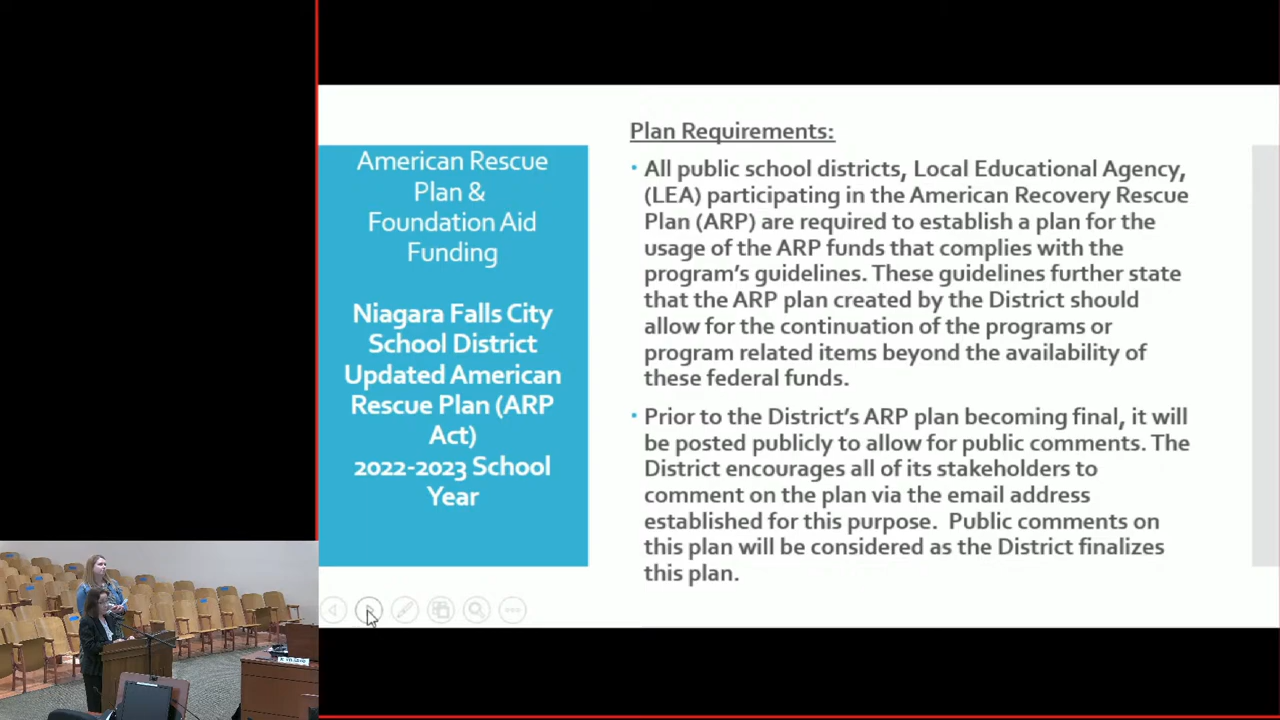 American Rescue
Plan &
Foundation Aid
Funding
Niagara Falls City
School District
Updated American
Rescue Plan (ARP
Act)
2022-2023 School
Year
Plan Requirements:
• All public school districts, Local Educational Agency,
(LEA) participating in the American Recovery Rescue
Plan (ARP) are required to establish a plan for the
usage of the ARP funds that complies with the
program's guidelines. These guidelines further state
that the ARP plan created by the District should
allow for the continuation of the programs or
program related items beyond the availability of
these federal funds.
• Prior to the District's ARP plan becoming final, it will
be posted publicly to allow for public comments. The
District encourages all of its stakeholders to
comment on the plan via the email address
established for this purpose.  Public comments on
this plan will be considered as the District finalizes
this plan.